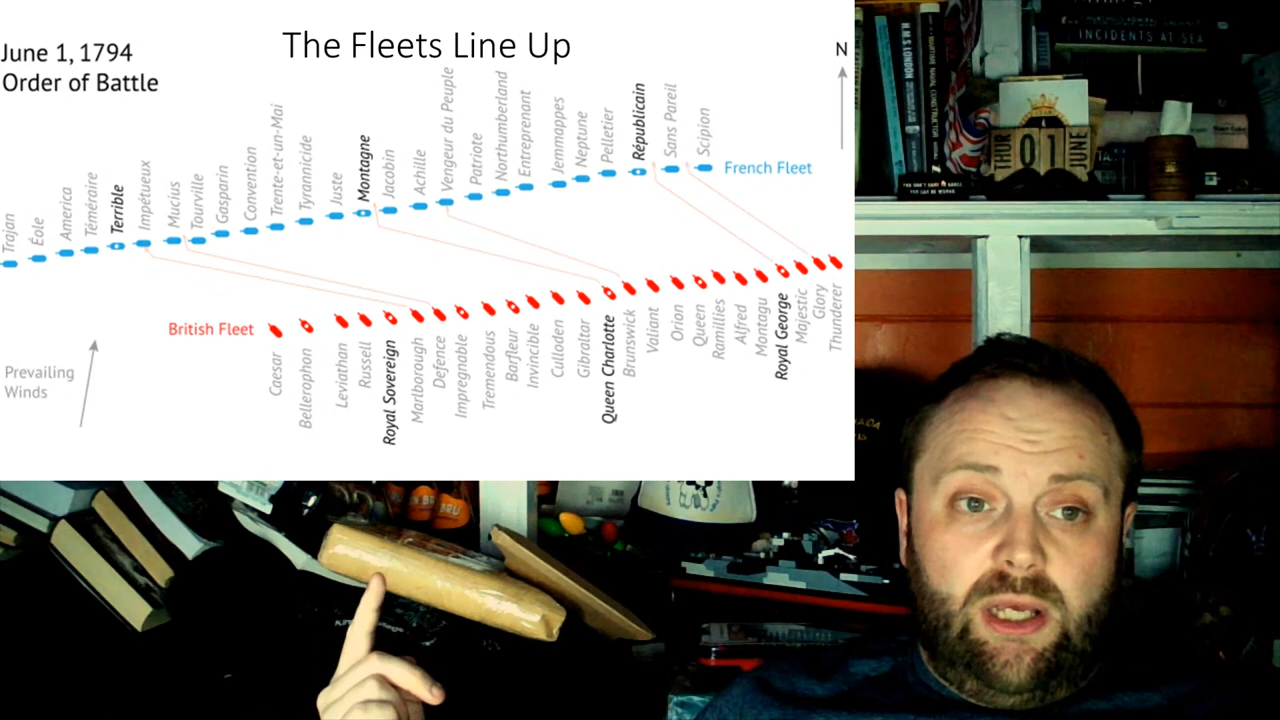 June 1, 1794
Order of Battle
The Fleets Line Up
N
Trajan
Éole
America
Téméraire
Terrible
Impétueux
Mucius
Tourville
Gasparin
Convention
Trente-et-un-Mai
Tyrannicide
Juste
Montagne
Jacobin
Achille
Vengeur du Peuple
Patriote
Northumberland
Entreprenant
Jemmappes
Neptune
Pelletier
Républicain
Sans Pareil
Scipion
French Fleet
British Fleet
Caesar
Bellerophon
Leviathan
Russell
Royal Sovereign
Marlborough
Defence
Impregnable
Tremendous
Barfleur
Invincible
Culloden
Gibraltar
Queen Charlotte
Brunswick
Valiant
Orion
Queen
Ramillies
Alfred
Montagu
Royal George
Majestic
Glory
Thunderer
Prevailing
Winds
INCIDENTS AT SEA
H.M.S LONDON
THUR 01 JUNE
BRU